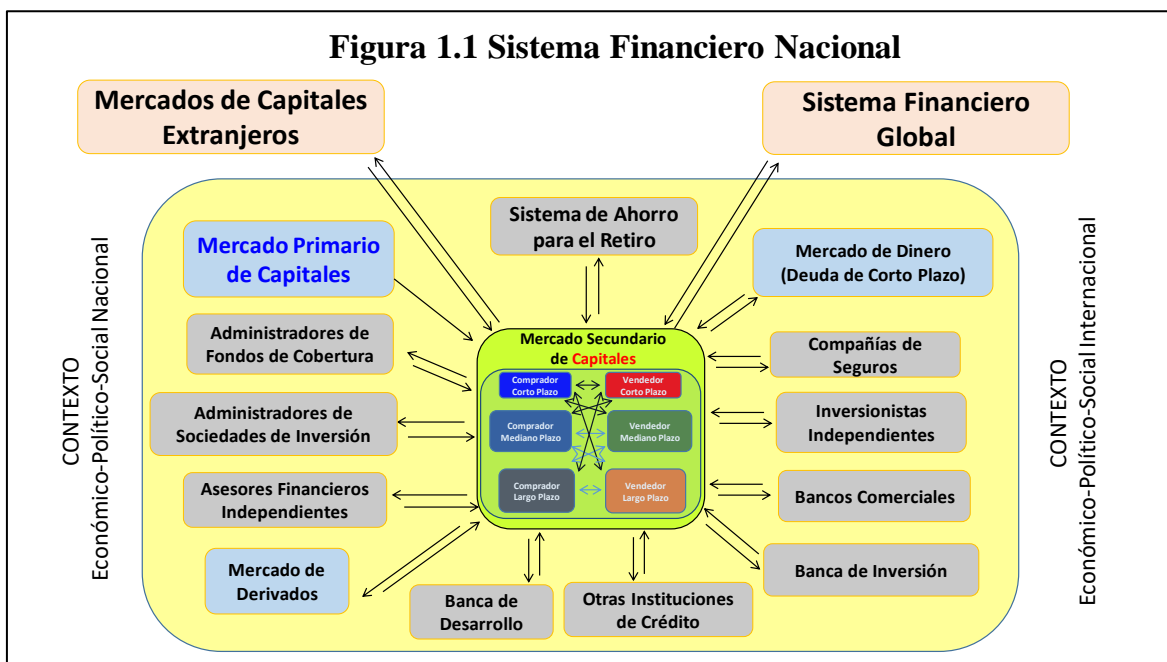 Figura 1.1 Sistema Financiero Nacional
Mercados de Capitales
Extranjeros
Sistema Financiero
Global
CONTEXTO
Económico-Político-Social Nacional
Mercado Primario
de Capitales
Sistema de Ahorro
para el Retiro
Mercado de Dinero
(Deuda de Corto Plazo)
Administradores de
Fondos de Cobertura
Administradores de
Sociedades de Inversión
Asesores Financieros
Independientes
Mercado de
Derivados
Mercado Secundario
de Capitales
Comprador
Corto Plazo
Vendedor
Corto Plazo
Comprador
Mediano Plazo
Vendedor
Mediano Plazo
Comprador
Largo Plazo
Vendedor
Largo Plazo
Compañías de
Seguros
Inversionistas
Independientes
Bancos Comerciales
Banca de Inversión
Banca de
Desarrollo
Otras Instituciones
de Crédito
CONTEXTO
Económico-Político-Social Internacional